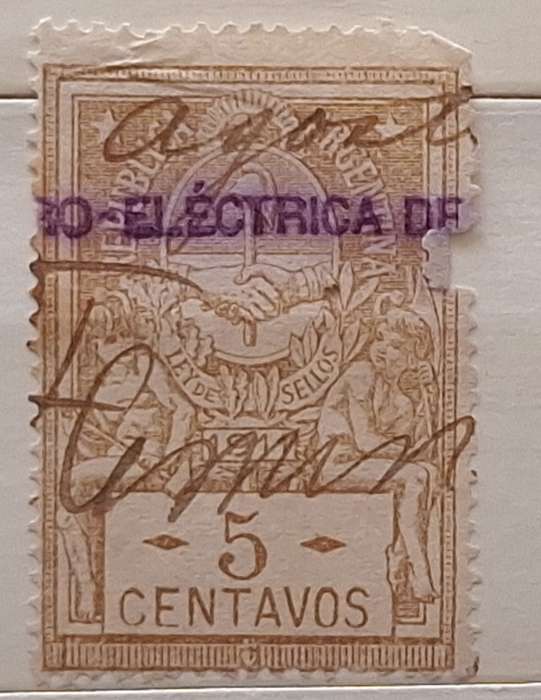 REPUBLICA ARGENTINA
RO-ELÉCTRICA DE
LEY DE SELLOS
5
CENTAVOS